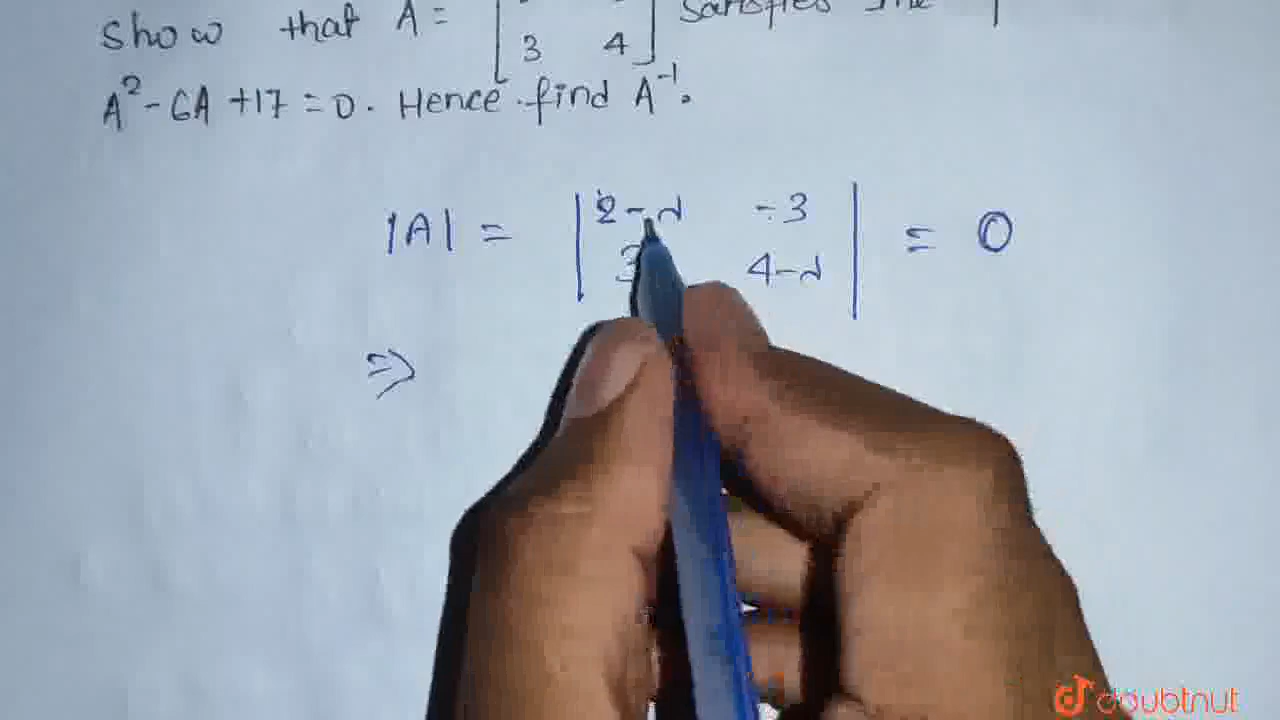 show that A = [ 3 4 ] satisfies the
A² - 6A + 17 = 0. Hence find A⁻¹.
|A| = | 2-λ -3 | = 0
3 4-λ
⇒
doubtnut